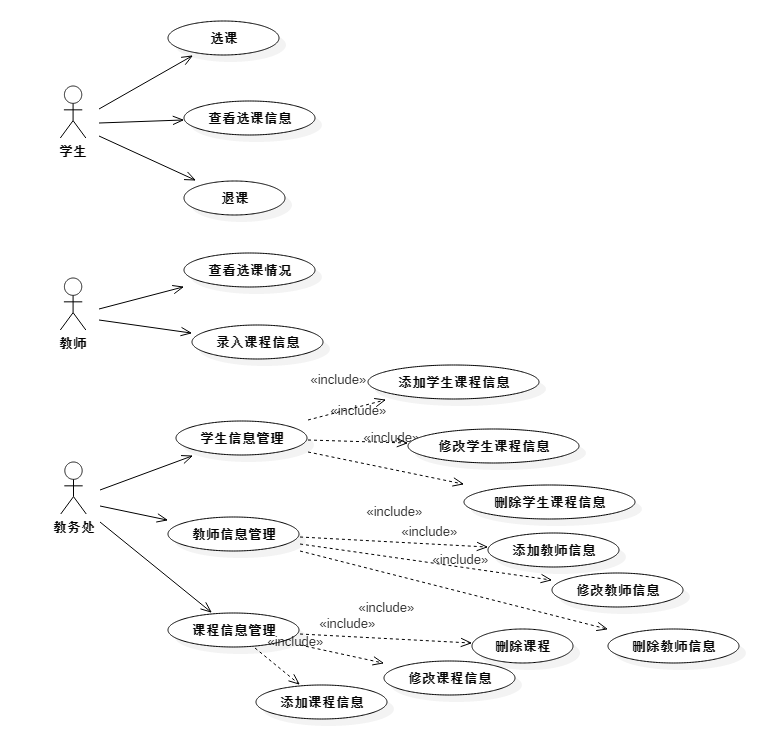 选课
查看选课信息
学生
退课
查看选课情况
教师
录入课程信息
«include»
添加学生课程信息
«include»
学生信息管理
«include»
修改学生课程信息
删除学生课程信息
教务处
«include»
教师信息管理
«include»
添加教师信息
«include»
修改教师信息
«include»
«include»
课程信息管理
«include»
删除课程
删除教师信息
修改课程信息
添加课程信息